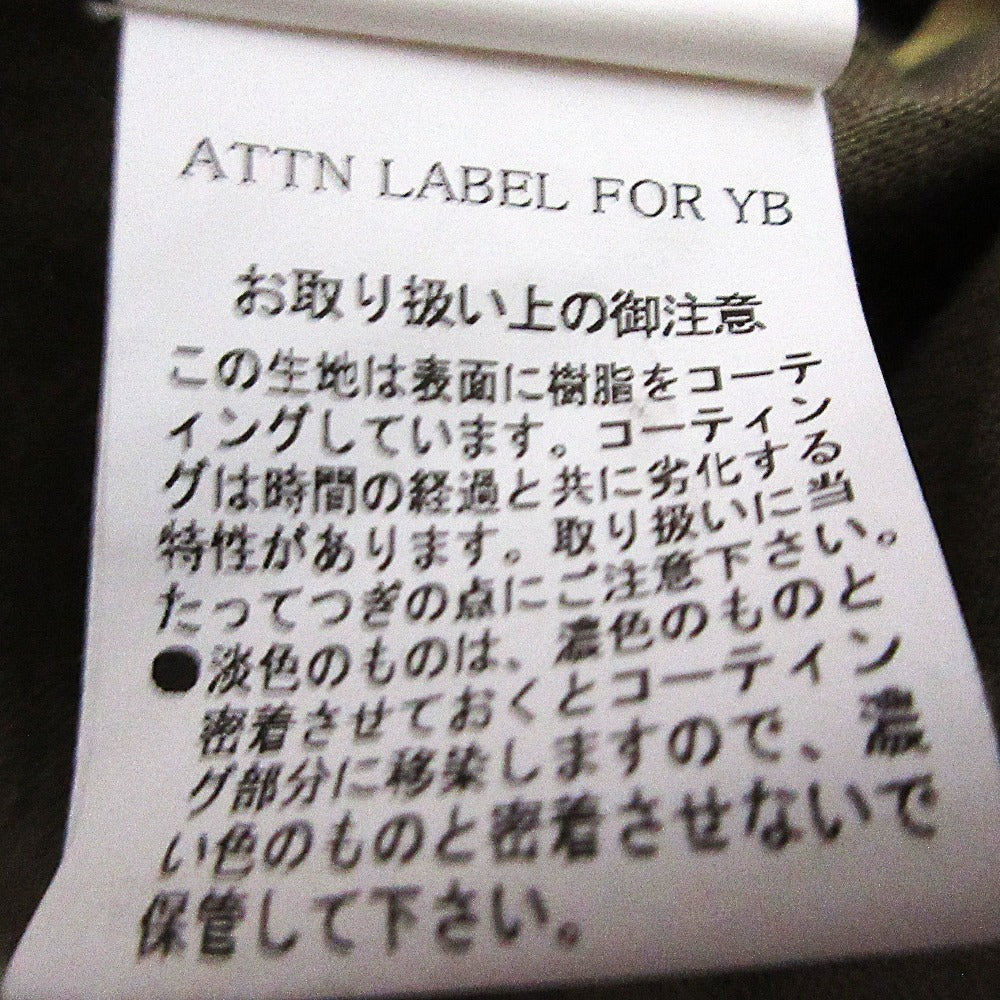 ATTN LABEL FOR YB
お取り扱い上の御注意
この生地は表面に樹脂をコーテ
ィングしています。コーティン
グは時間の経過と共に劣化する
特性があります。取り扱いに当
たってつぎの点にご注意下さい。
●淡色のものは、濃色のものと
密着させておくとコーティン
グ部分に移染しますので、濃
い色のものと密着させないで
保管して下さい。